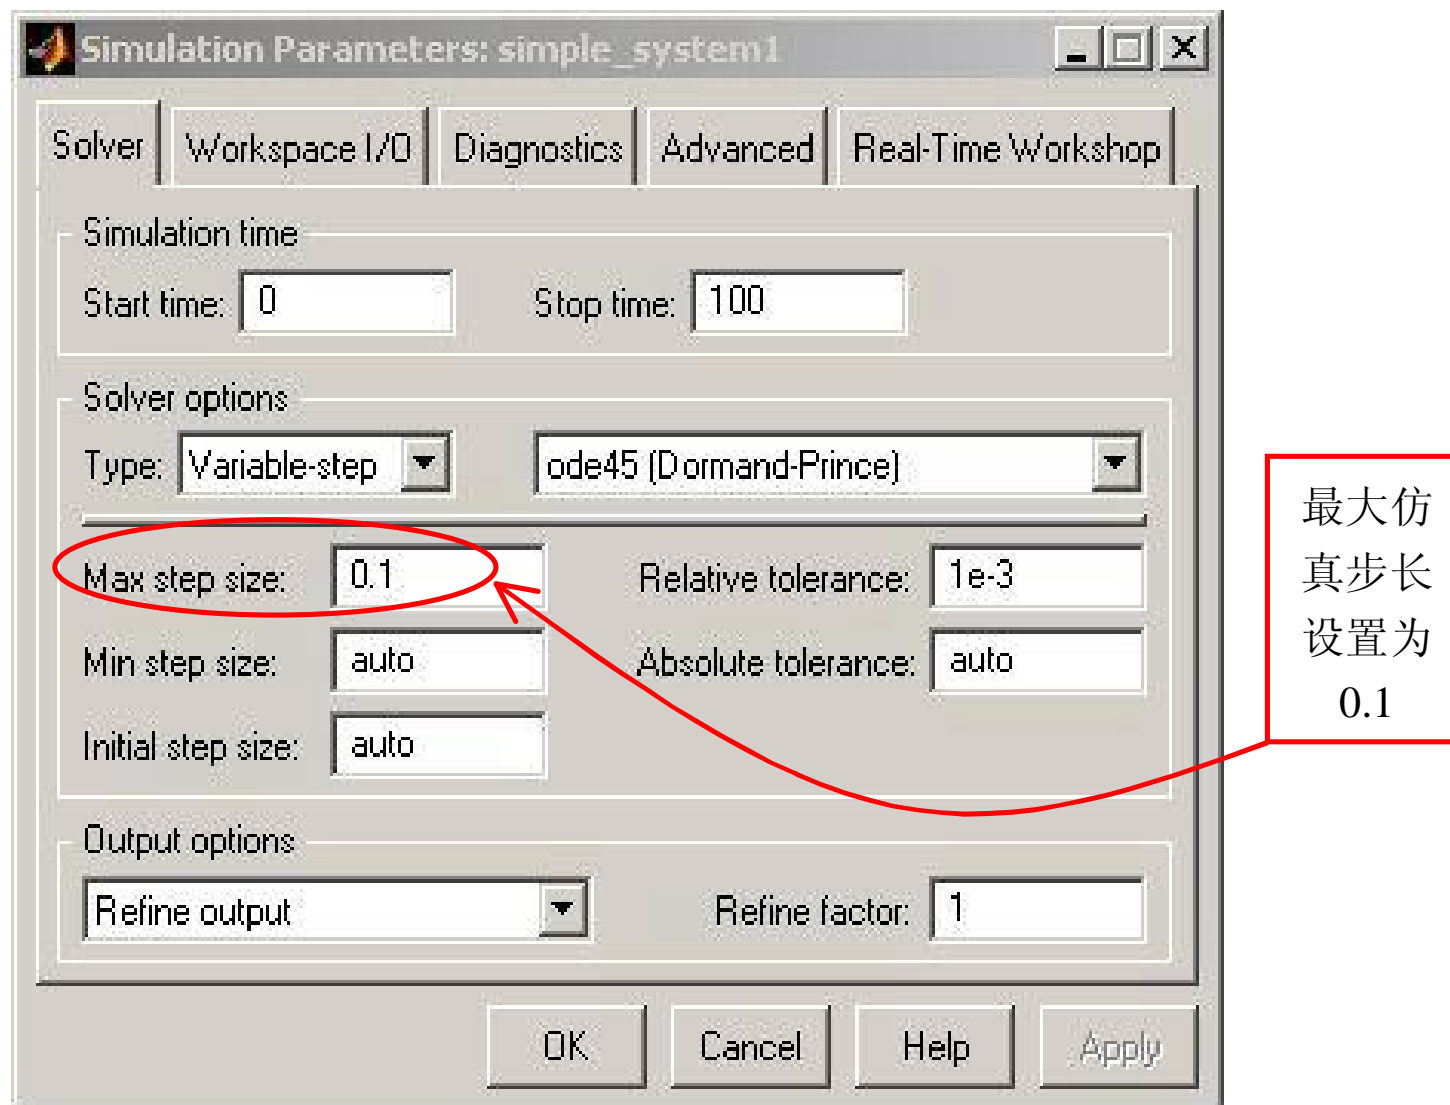 Simulation Parameters: simple_system1
Solver Workspace I/O Diagnostics Advanced Real-Time Workshop
Simulation time
Start time: 0 Stop time: 100
Solver options
Type: Variable-step ode45 (Dormand-Prince)
Max step size: 0.1 Relative tolerance: 1e-3
Min step size: auto Absolute tolerance: auto
Initial step size: auto
Output options
Refine output Refine factor: 1
OK Cancel Help Apply
最大仿
真步长
设置为
0.1